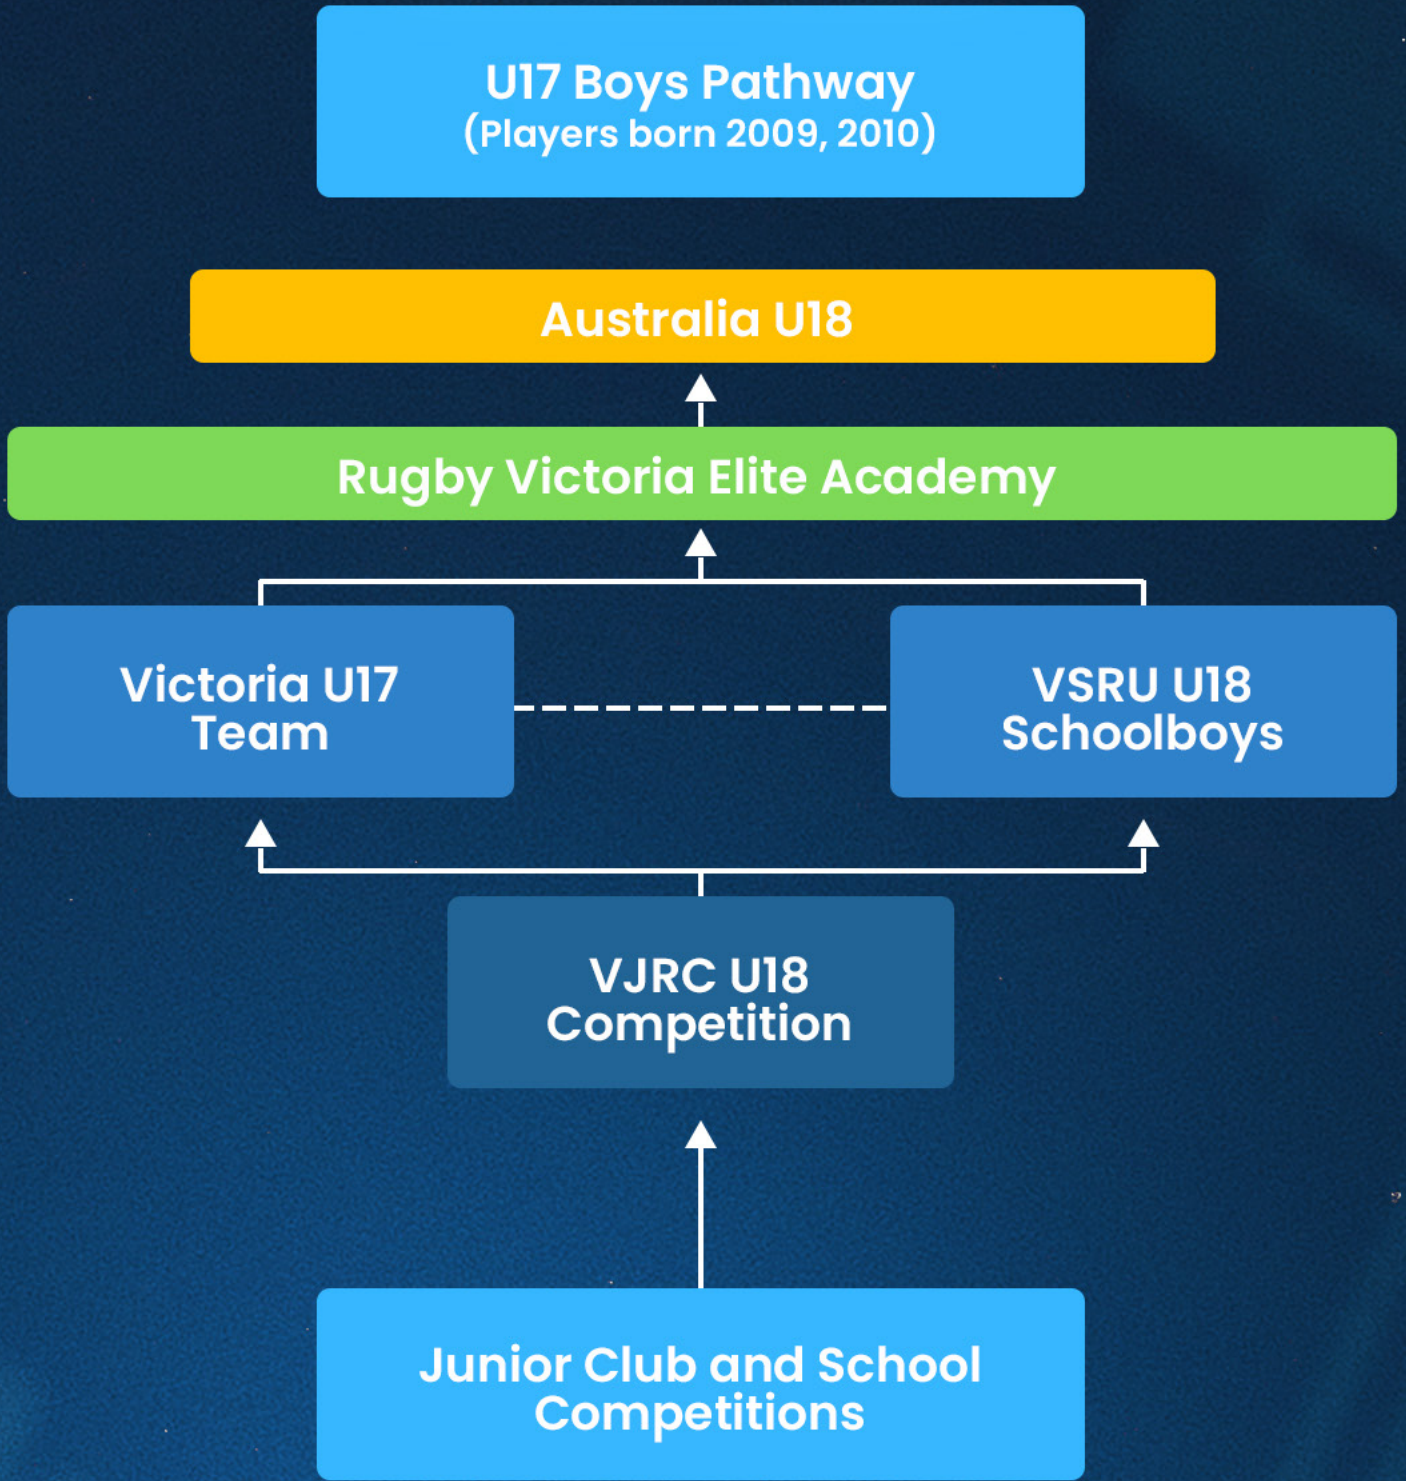 U17 Boys Pathway
(Players born 2009, 2010)
Australia U18
Rugby Victoria Elite Academy
Victoria U17
Team
VSRU U18
Schoolboys
VJRC U18
Competition
Junior Club and School
Competitions